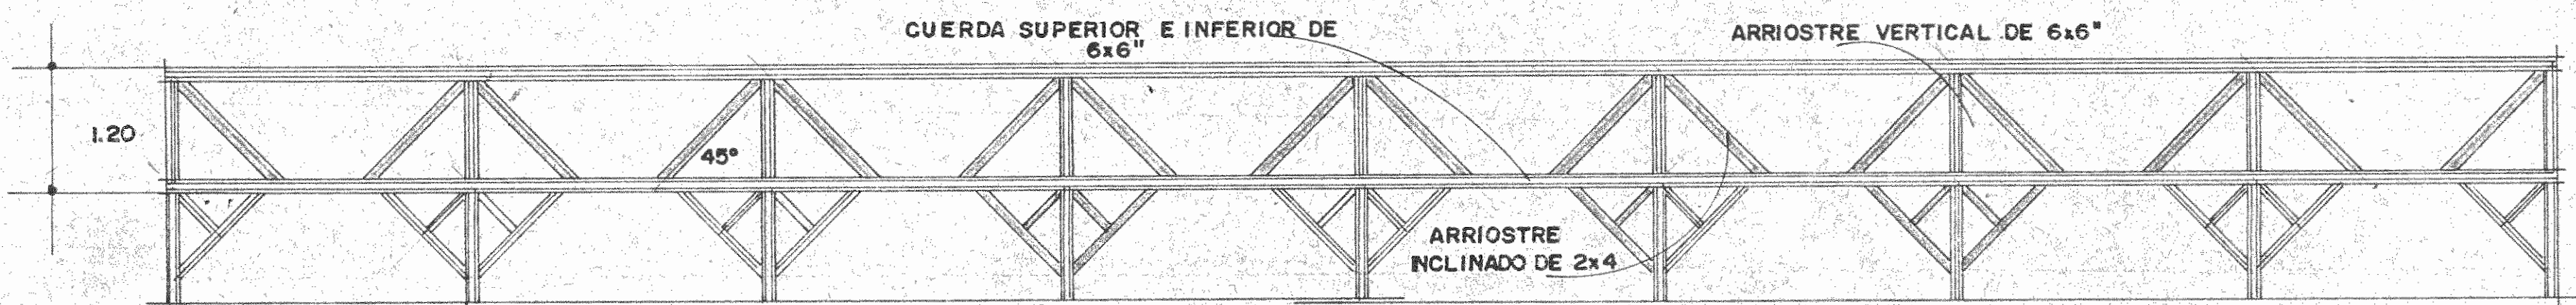 CUERDA SUPERIOR E INFERIOR DE
6x6"
ARRIOSTRE VERTICAL DE 6x6"
1.20
45°
ARRIOSTRE
INCLINADO DE 2x4